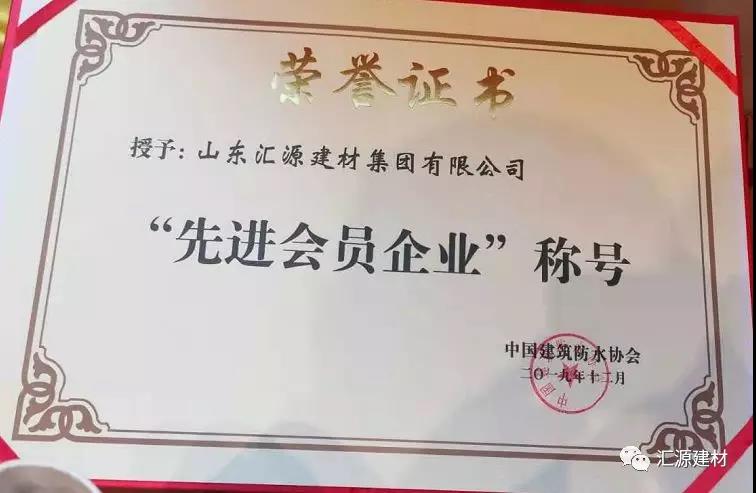 荣誉证书
授予：山东汇源建材集团有限公司
“先进会员企业”称号
中国建筑防水协会
二〇一九年十二月
汇源建材